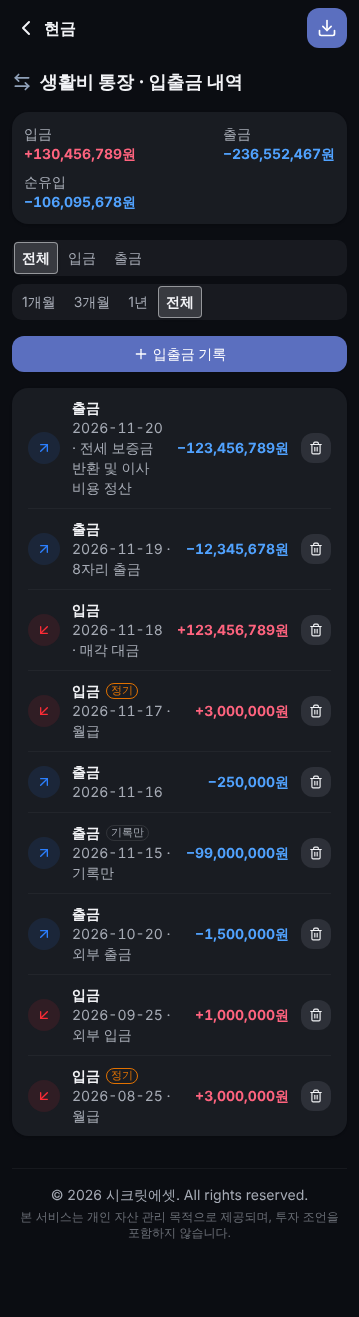 현금
생활비 통장 · 입출금 내역
입금 출금
+130,456,789원 −236,552,467원
순유입
−106,095,678원
전체 입금 출금
1개월 3개월 1년 전체
+ 입출금 기록
출금
2026-11-20
· 전세 보증금
반환 및 이사
비용 정산
−123,456,789원
출금
2026-11-19 ·
8자리 출금
−12,345,678원
입금
2026-11-18
· 매각 대금
+123,456,789원
입금 정기
2026-11-17 ·
월급
+3,000,000원
출금
2026-11-16
−250,000원
출금 기록만
2026-11-15 ·
기록만
−99,000,000원
출금
2026-10-20 ·
외부 출금
−1,500,000원
입금
2026-09-25 ·
외부 입금
+1,000,000원
입금 정기
2026-08-25 ·
월급
+3,000,000원
© 2026 시크릿에셋. All rights reserved.
본 서비스는 개인 자산 관리 목적으로 제공되며, 투자 조언을
포함하지 않습니다.